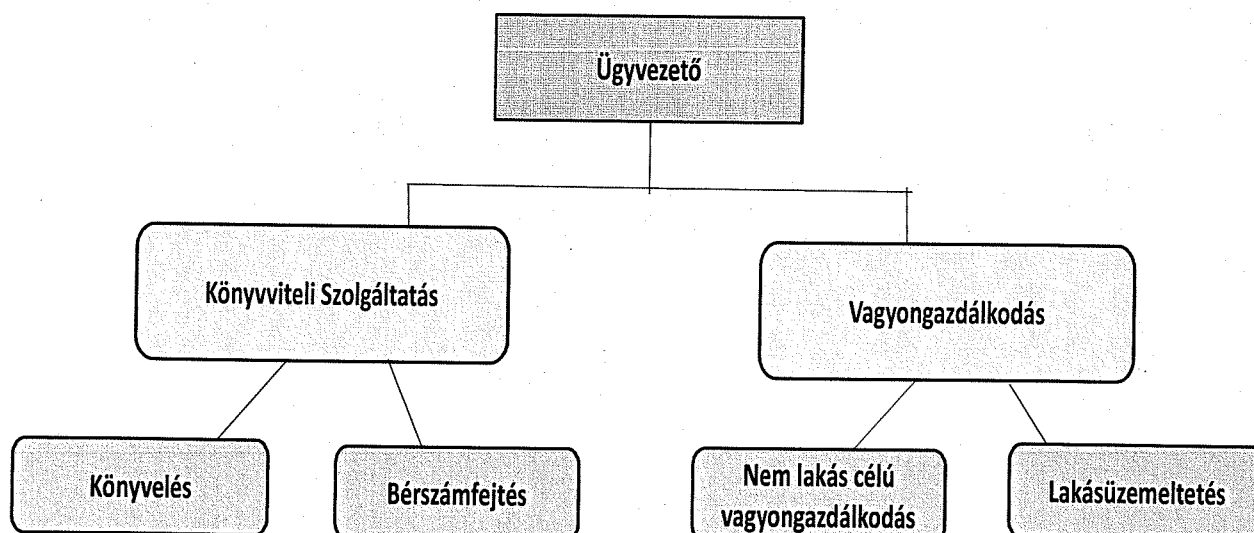 Ügyvezető
Könyvviteli Szolgáltatás
Vagyongazdálkodás
Könyvelés
Bérszámfejtés
Nem lakás célú
vagyongazdálkodás
Lakásüzemeltetés